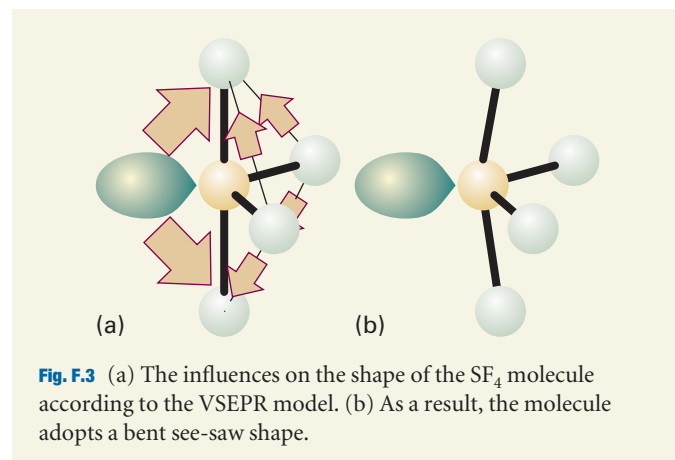 (a)
(b)
Fig. F.3 (a) The influences on the shape of the SF₄ molecule
according to the VSEPR model. (b) As a result, the molecule
adopts a bent see-saw shape.